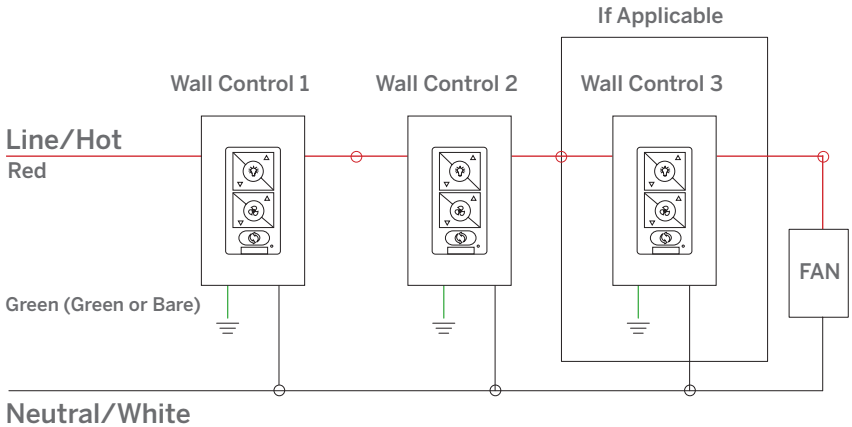 If Applicable
Wall Control 1
Wall Control 2
Wall Control 3
Line/Hot
Red
FAN
Green (Green or Bare)
Neutral/White